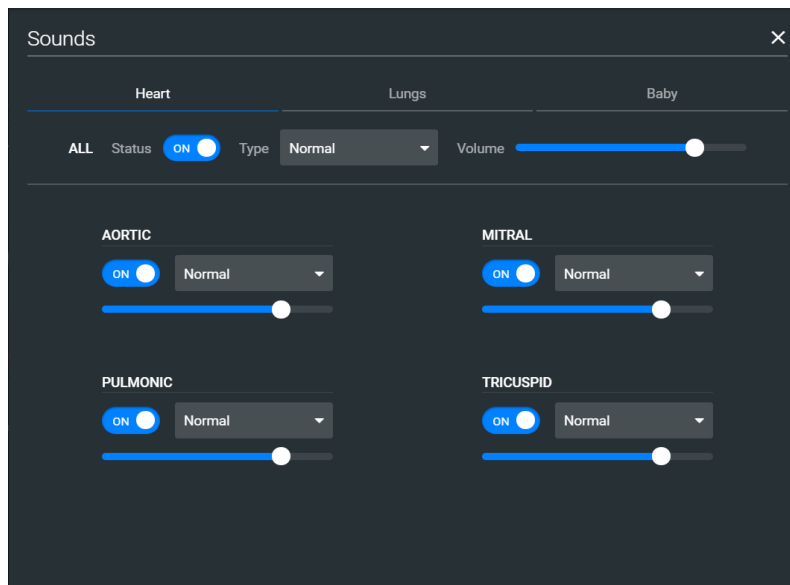 Sounds
Heart Lungs Baby
ALL Status ON Type Normal Volume
AORTIC MITRAL
ON Normal ON Normal
PULMONIC TRICUSPID
ON Normal ON Normal